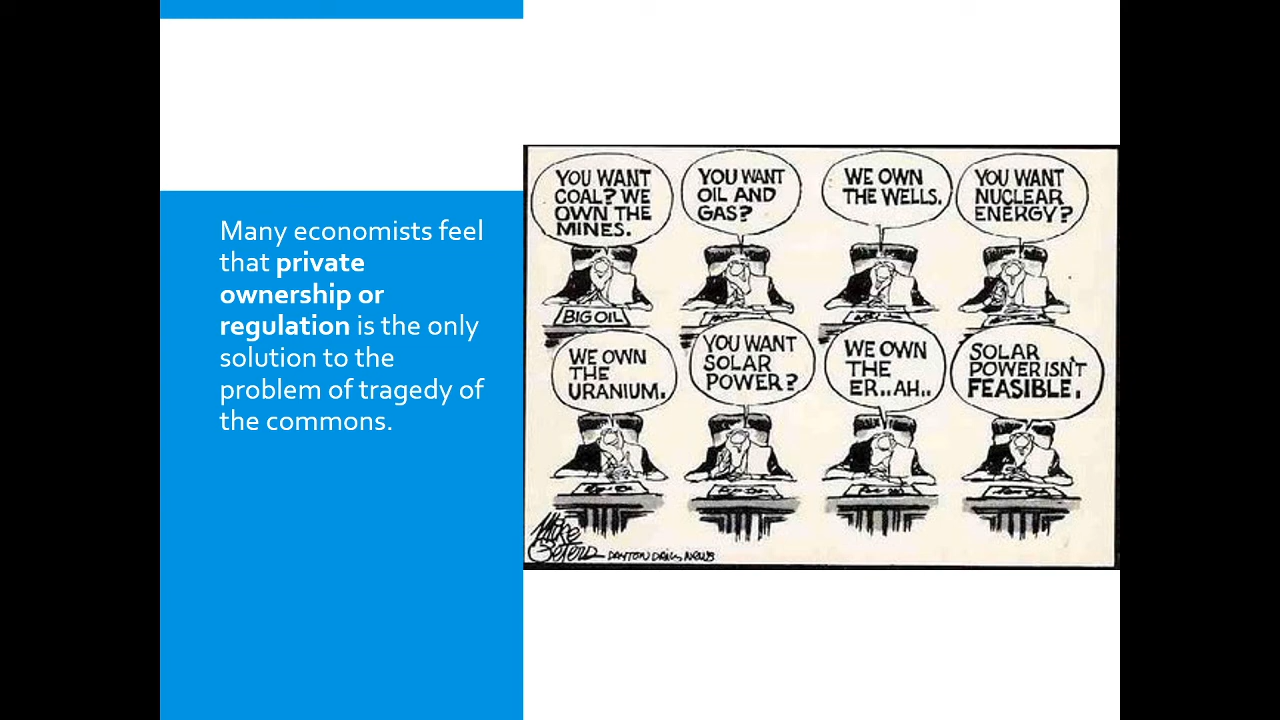 Many economists feel
that private
ownership or
regulation is the only
solution to the
problem of tragedy of
the commons.
YOU WANT
COAL? WE
OWN THE
MINES.
YOU WANT
OIL AND
GAS?
WE OWN
THE WELLS.
YOU WANT
NUCLEAR
ENERGY?
BIG OIL
WE OWN
THE
URANIUM.
YOU WANT
SOLAR
POWER?
WE OWN
THE
ER..AH..
SOLAR
POWER ISN'T
FEASIBLE.
MIKE
PETERS
DAYTON DAILY NEWS